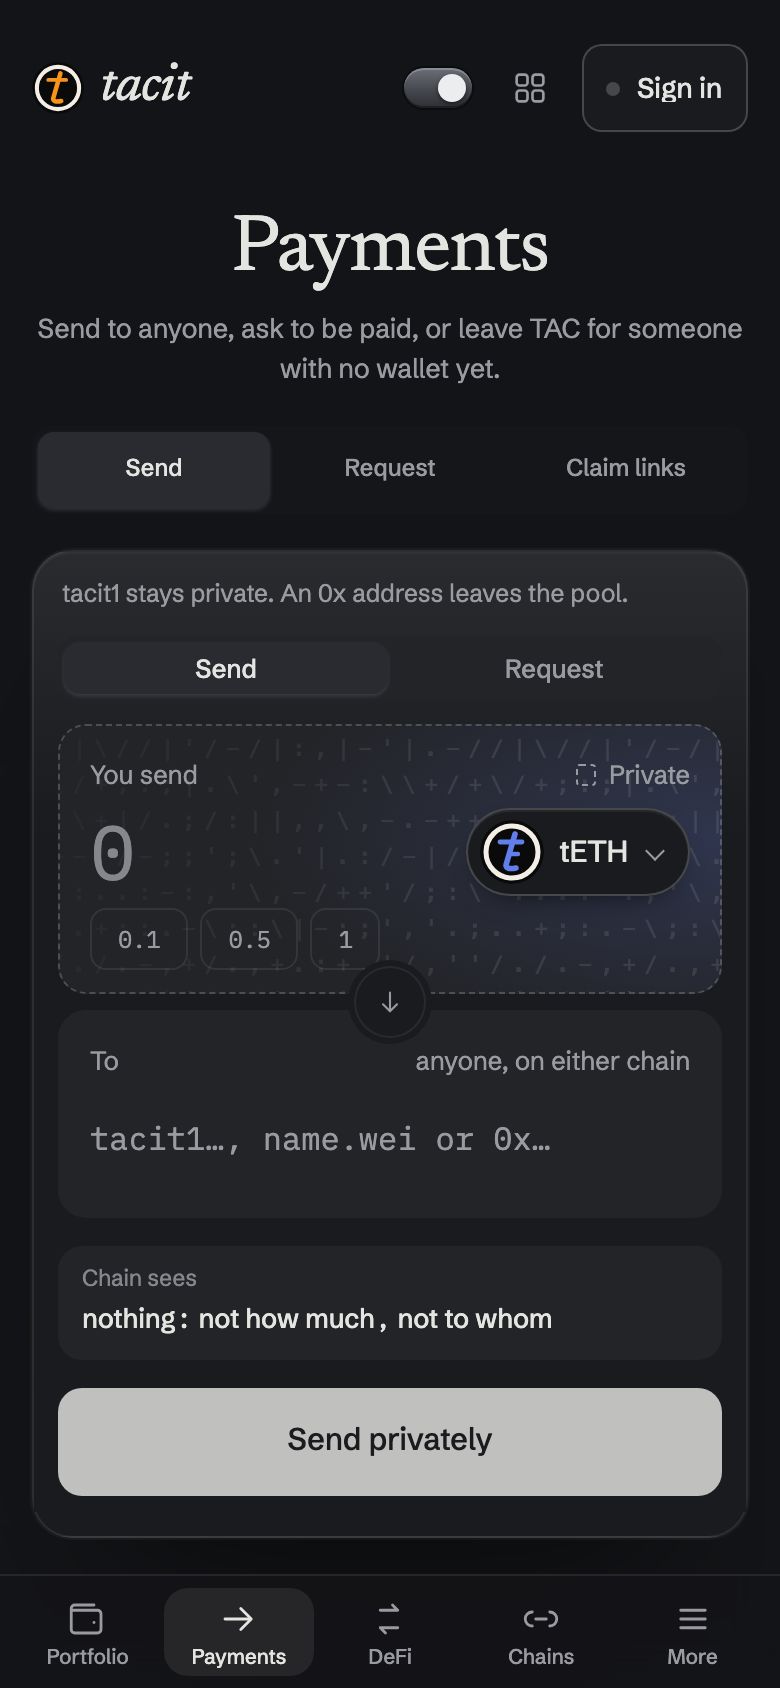 tacit
Sign in
Payments
Send to anyone, ask to be paid, or leave TAC for someone
with no wallet yet.
Send
Request
Claim links
tacit1 stays private. An 0x address leaves the pool.
Send
Request
You send
Private
0
tETH
0.1
0.5
1
To
anyone, on either chain
tacit1…, name.wei or 0x…
Chain sees
nothing: not how much, not to whom
Send privately
Portfolio
Payments
DeFi
Chains
More